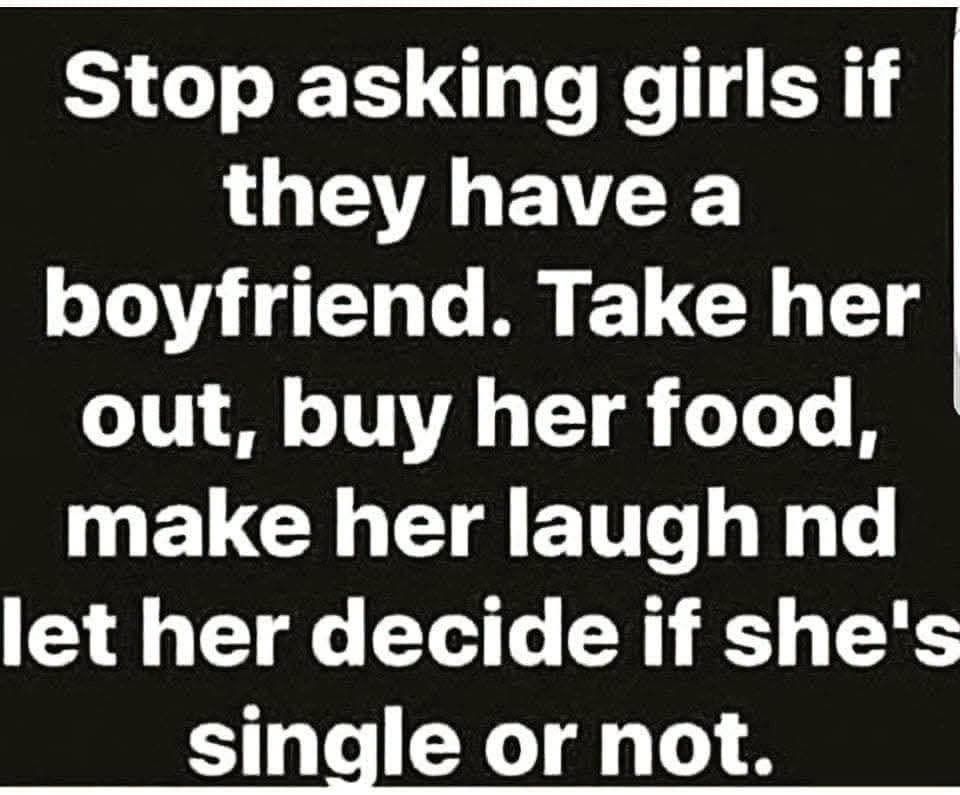 Stop asking girls if
they have a
boyfriend. Take her
out, buy her food,
make her laugh nd
let her decide if she's
single or not.